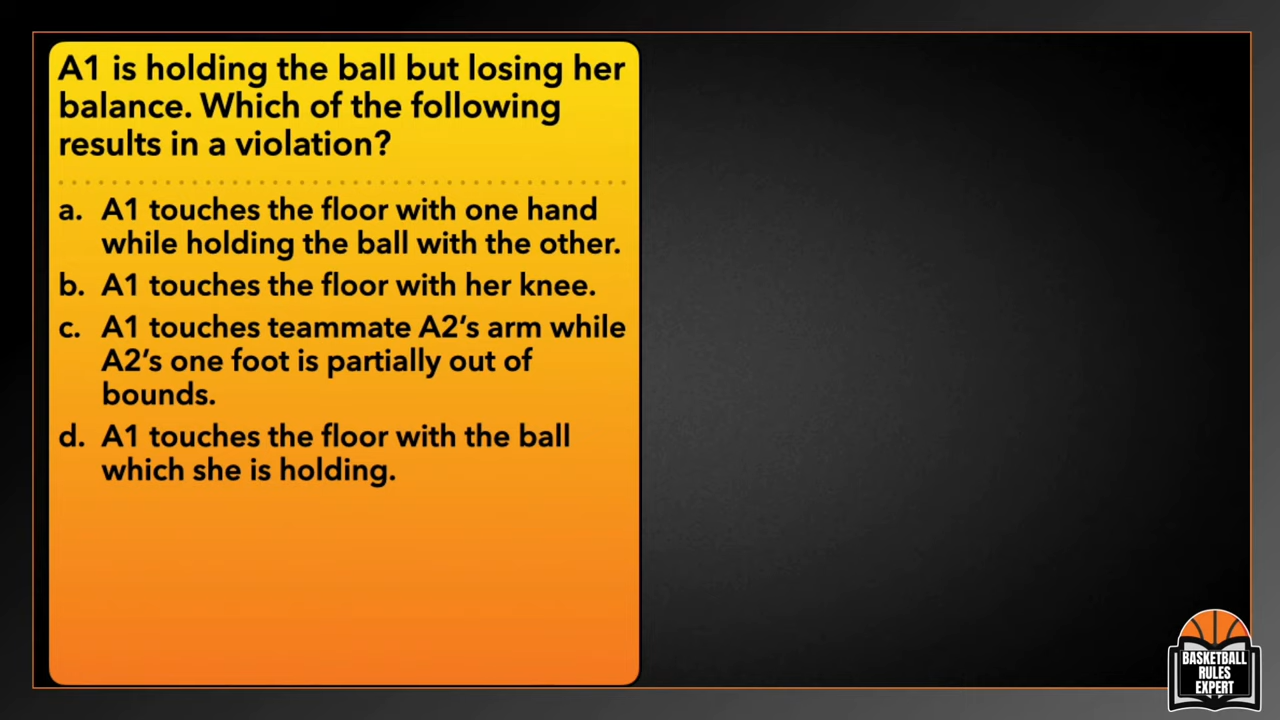 A1 is holding the ball but losing her
balance. Which of the following
results in a violation?
a. A1 touches the floor with one hand
while holding the ball with the other.
b. A1 touches the floor with her knee.
c. A1 touches teammate A2’s arm while
A2’s one foot is partially out of
bounds.
d. A1 touches the floor with the ball
which she is holding.
BASKETBALL
RULES
EXPERT